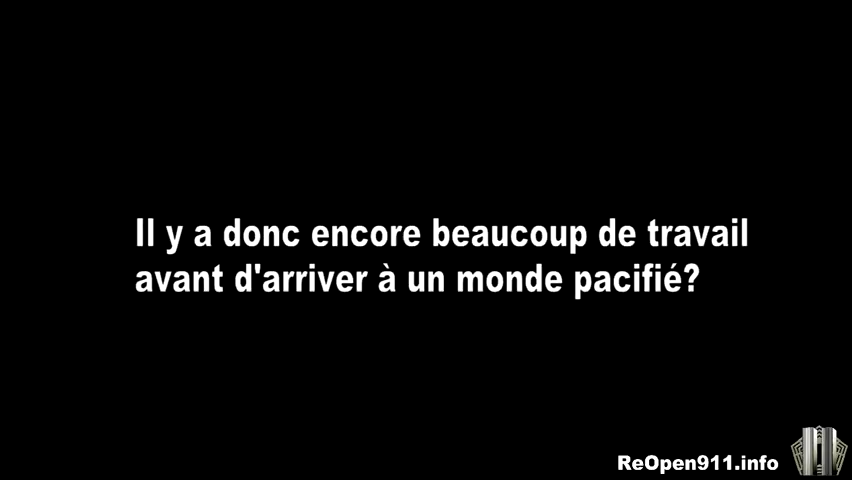 Il y a donc encore beaucoup de travail
avant d'arriver à un monde pacifié?
ReOpen911.info